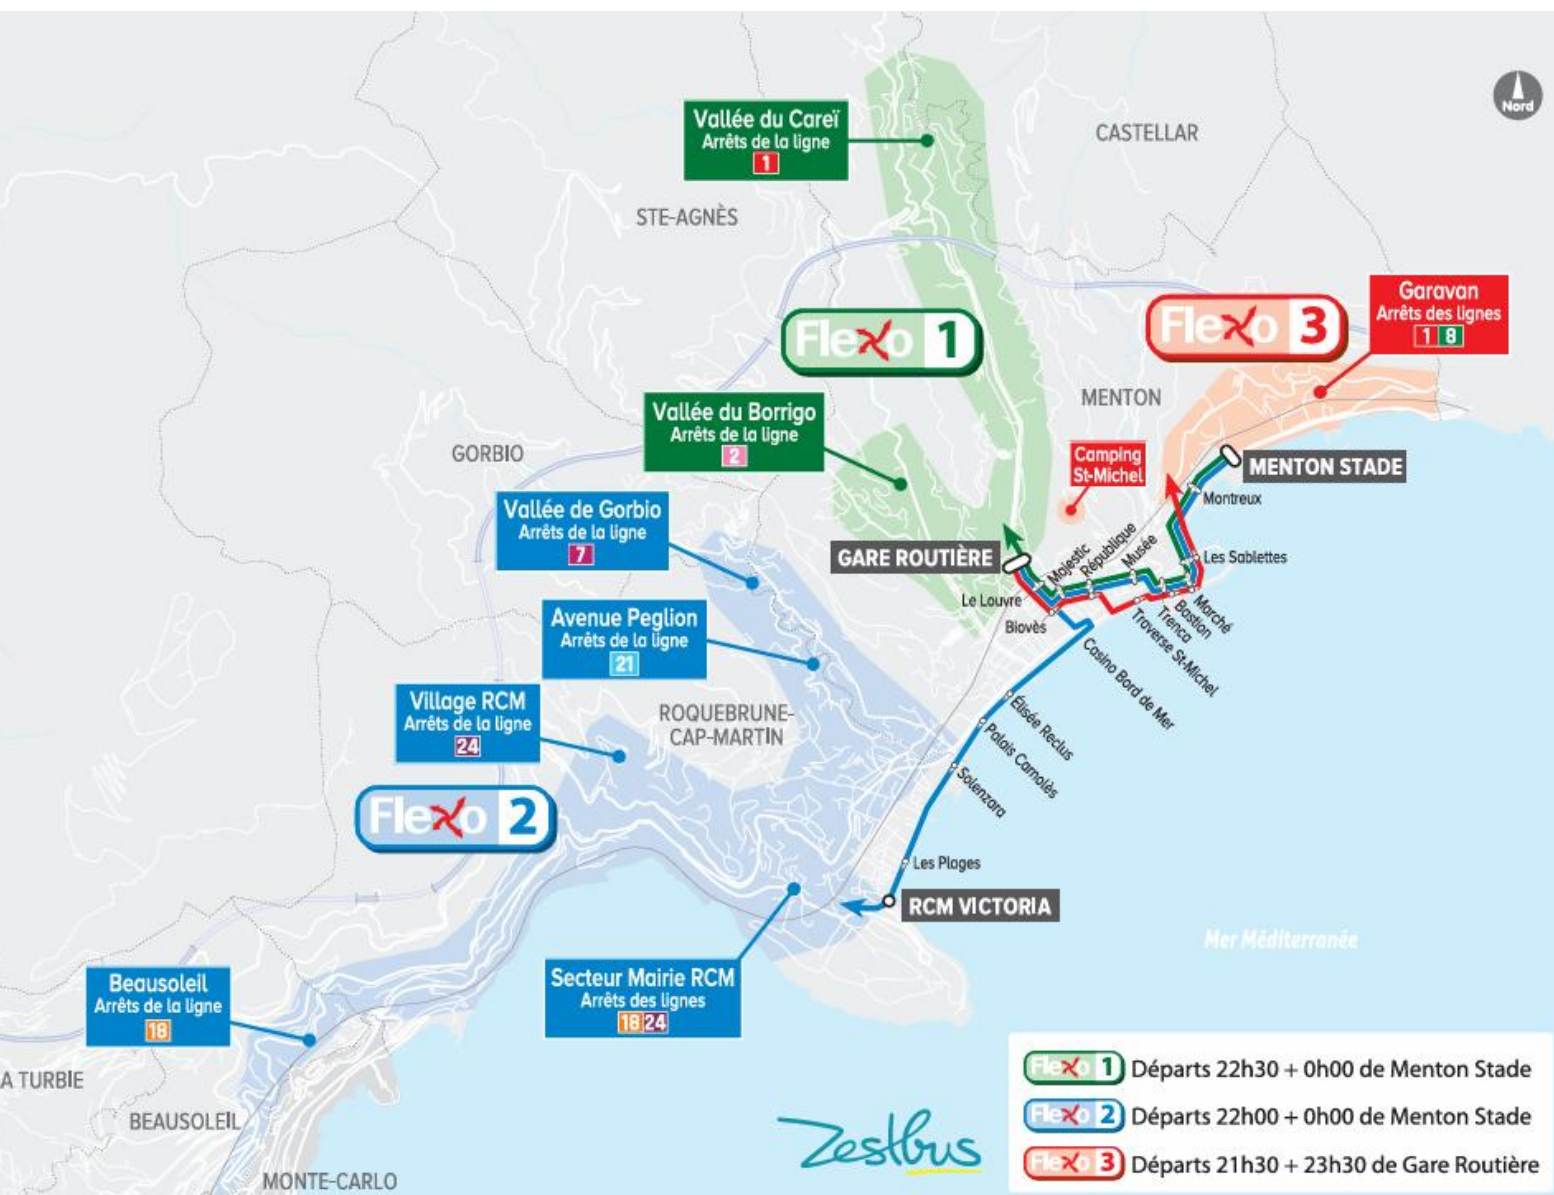 Nord
Vallée du Careï
Arrêts de la ligne
1
CASTELLAR
STE-AGNÈS
Garavan
Arrêts des lignes
1 8
Flexo 1
Flexo 3
MENTON
Vallée du Borrigo
Arrêts de la ligne
2
GORBIO
Camping
St-Michel
MENTON STADE
Montreux
Vallée de Gorbio
Arrêts de la ligne
7
GARE ROUTIÈRE
Majestic
République
Musée
Les Sablettes
Le Louvre
Biovès
Marché
Bastion
Trenca
Traverse St-Michel
Casino Bord de Mer
Avenue Peglion
Arrêts de la ligne
21
Village RCM
Arrêts de la ligne
24
ROQUEBRUNE-
CAP-MARTIN
Élisée Reclus
Palais Carnolès
Solenzara
Flexo 2
Les Plages
RCM VICTORIA
Mer Méditerranée
Beausoleil
Arrêts de la ligne
18
Secteur Mairie RCM
Arrêts des lignes
18 24
A TURBIE
BEAUSOLEIL
MONTE-CARLO
Zestbus
Flexo 1 Départs 22h30 + 0h00 de Menton Stade
Flexo 2 Départs 22h00 + 0h00 de Menton Stade
Flexo 3 Départs 21h30 + 23h30 de Gare Routière